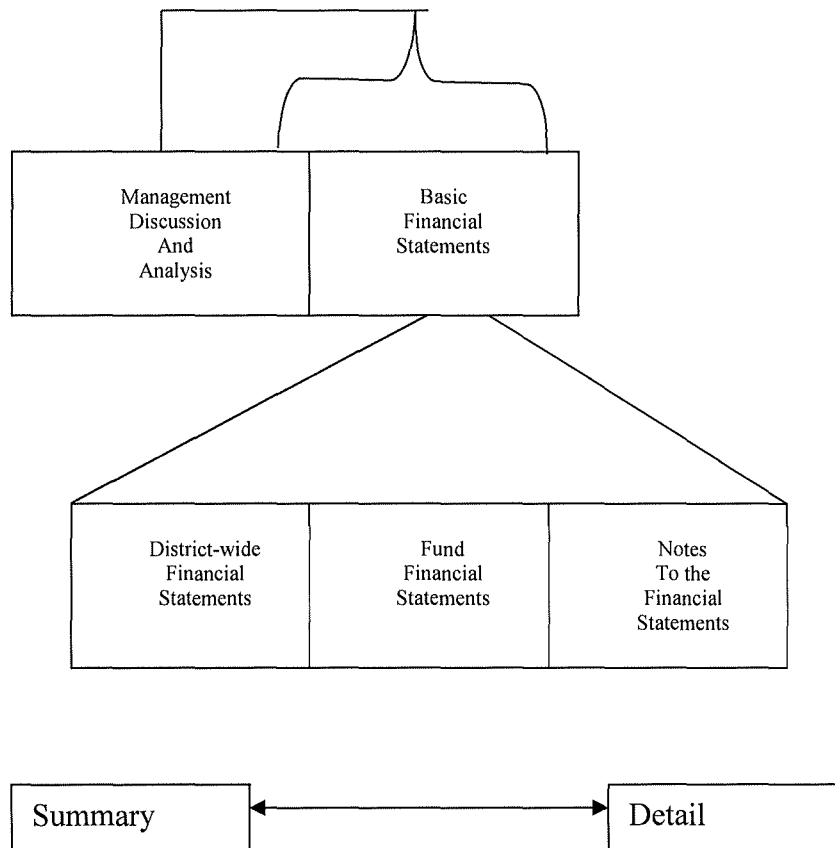 Management
Discussion
And
Analysis
Basic
Financial
Statements
District-wide
Financial
Statements
Fund
Financial
Statements
Notes
To the
Financial
Statements
Summary
Detail